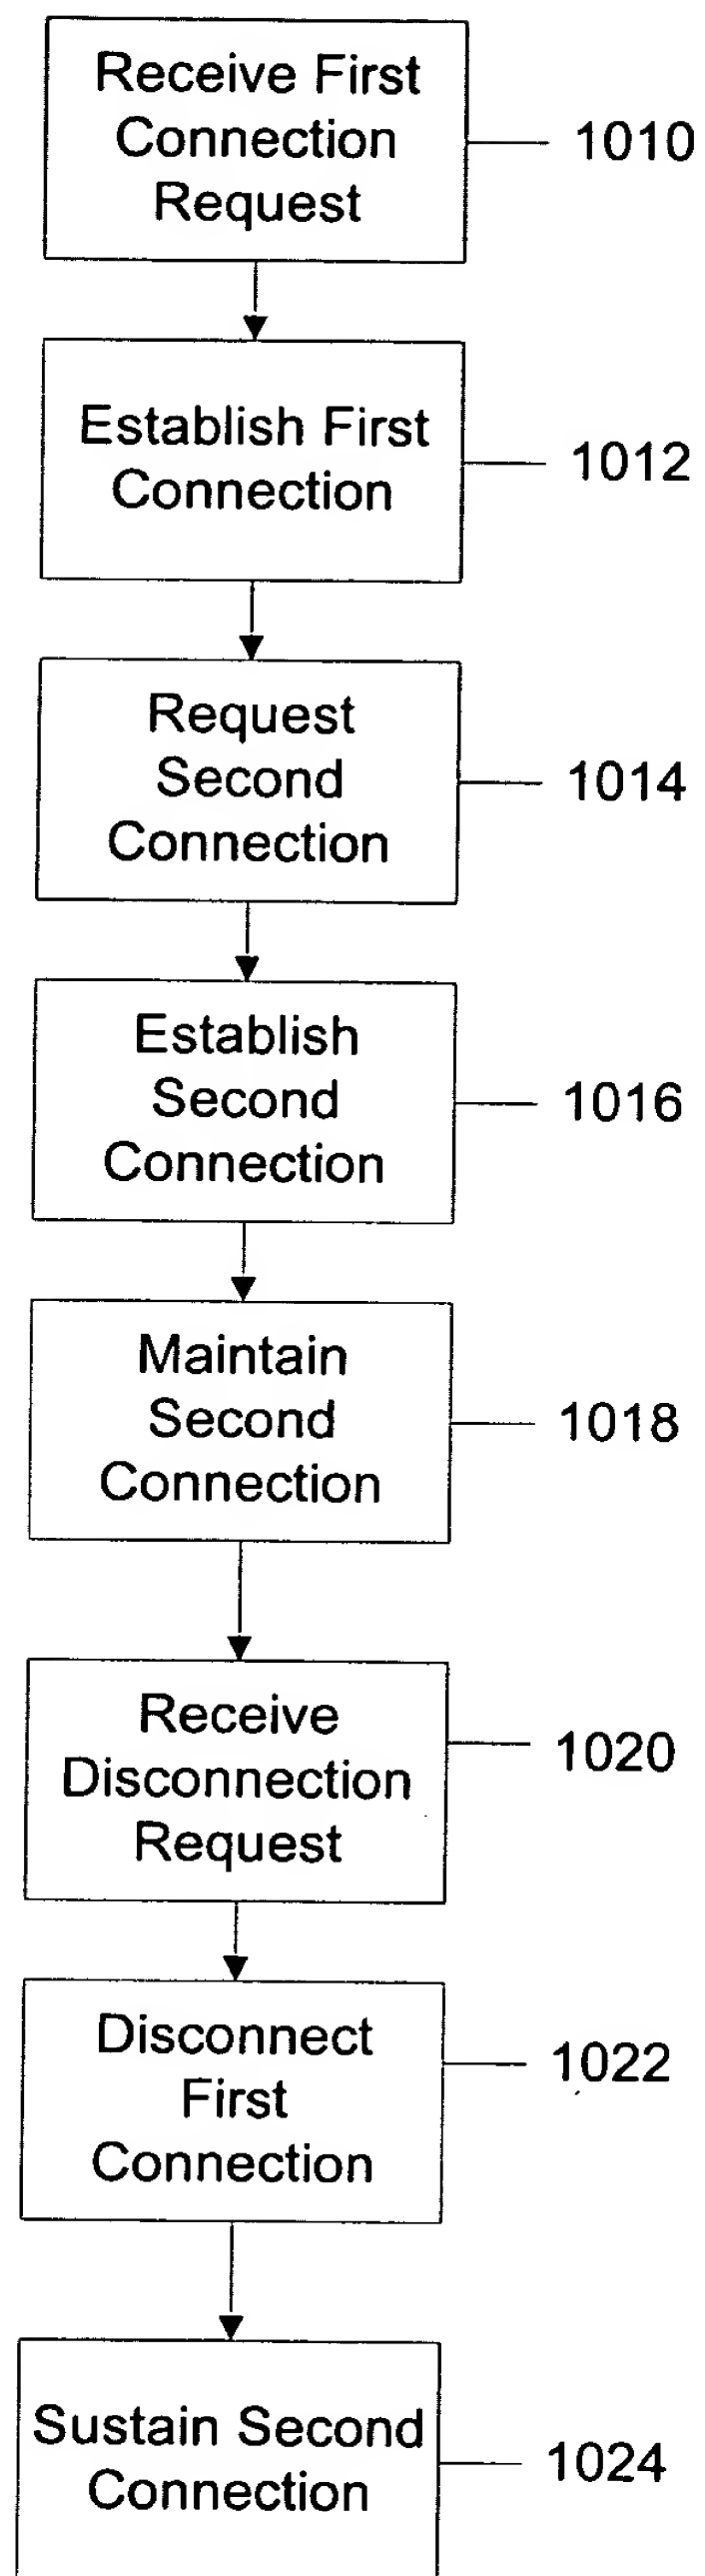 Receive First
Connection
Request
1010
Establish First
Connection
1012
Request
Second
Connection
1014
Establish
Second
Connection
1016
Maintain
Second
Connection
1018
Receive
Disconnection
Request
1020
Disconnect
First
Connection
1022
Sustain Second
Connection
1024